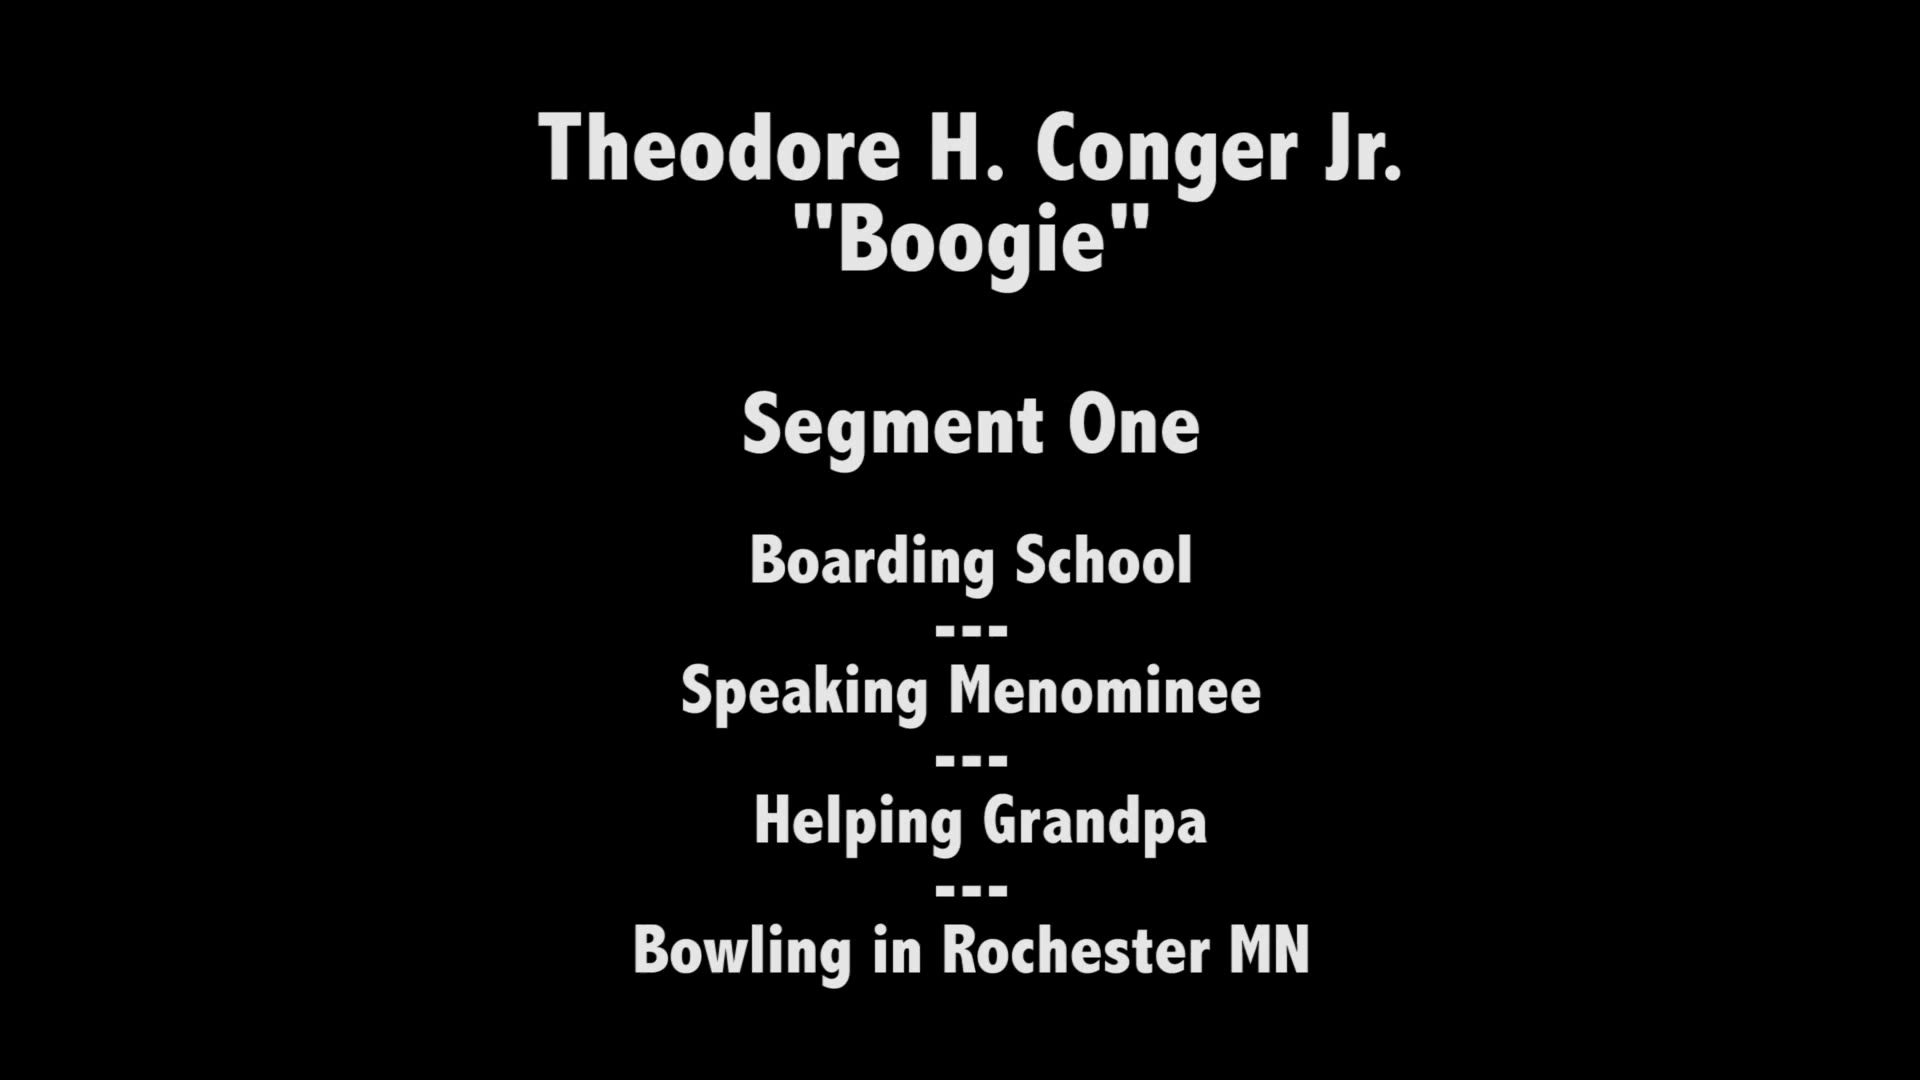 Theodore H. Conger Jr.
"Boogie"
Segment One
Boarding School
---
Speaking Menominee
---
Helping Grandpa
---
Bowling in Rochester MN